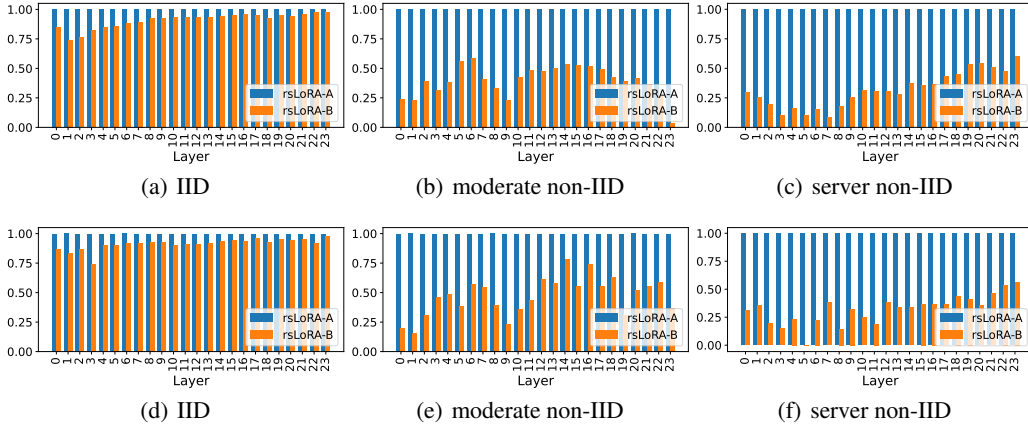 1.00
0.75
0.50
0.25
0.00
rsLoRA-A
rsLoRA-B
0 1 2 3 4 5 6 7 8 9 10 11 12 13 14 15 16 17 18 19 20 21 22 23
Layer
(a) IID
1.00
0.75
0.50
0.25
0.00
rsLoRA-A
rsLoRA-B
0 1 2 3 4 5 6 7 8 9 10 11 12 13 14 15 16 17 18 19 20 21 22 23
Layer
(b) moderate non-IID
1.00
0.75
0.50
0.25
0.00
rsLoRA-A
rsLoRA-B
0 1 2 3 4 5 6 7 8 9 10 11 12 13 14 15 16 17 18 19 20 21 22 23
Layer
(c) server non-IID
1.00
0.75
0.50
0.25
0.00
rsLoRA-A
rsLoRA-B
0 1 2 3 4 5 6 7 8 9 10 11 12 13 14 15 16 17 18 19 20 21 22 23
Layer
(d) IID
1.00
0.75
0.50
0.25
0.00
rsLoRA-A
rsLoRA-B
0 1 2 3 4 5 6 7 8 9 10 11 12 13 14 15 16 17 18 19 20 21 22 23
Layer
(e) moderate non-IID
1.00
0.75
0.50
0.25
0.00
rsLoRA-A
rsLoRA-B
0 1 2 3 4 5 6 7 8 9 10 11 12 13 14 15 16 17 18 19 20 21 22 23
Layer
(f) server non-IID